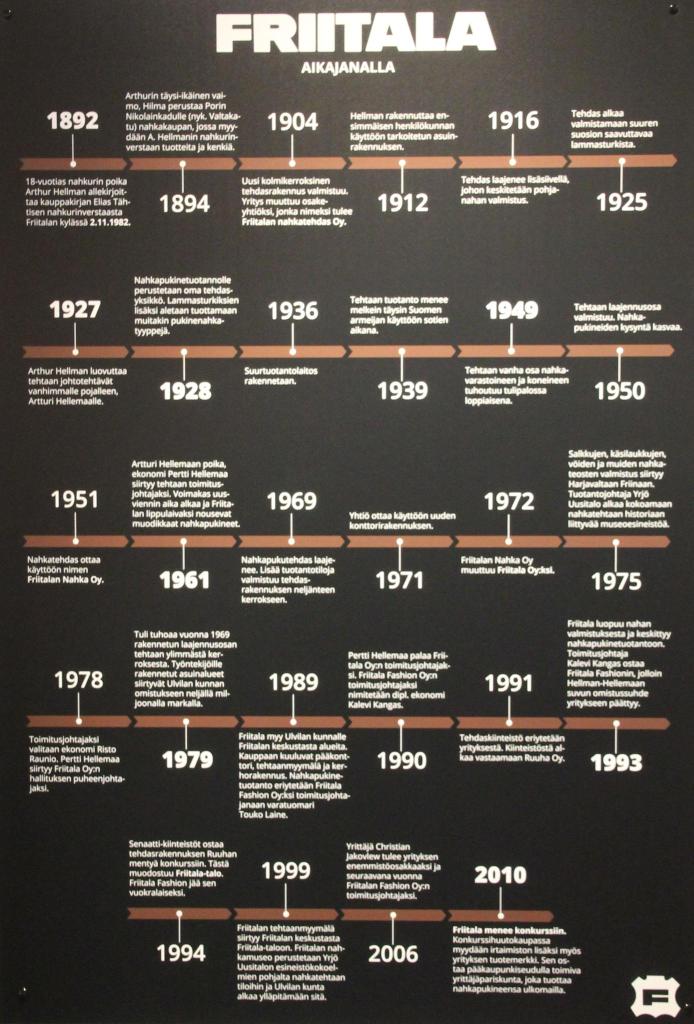 FRIITALA
AIKAJANALLA
1892
18-vuotias nahkurin poika
Arthur Hellman allekirjoit-
taa kauppakirjan Elias Täh-
tisen nahkurinverstaasta
Friitalan kylässä 2.11.1982.
Arthurin täysi-ikäinen vai-
mo, Hilma perustaa Porin
Nikolainkadulle (nyk. Valtaka-
tu) nahkakaupan, jossa myy-
dään A. Hellmanin nahkurin-
verstaan tuotteita ja kenkiä.
1894
1904
Uusi kolmikerroksinen
tehdasrakennus valmistuu.
Yritys muuttuu osake-
yhtiöksi, jonka nimeksi tulee
Friitalan nahkatehdas Oy.
Hellman rakennuttaa en-
simmäisen henkilökunnan
käyttöön tarkoitetun asuin-
rakennuksen.
1912
1916
Tehdas laajenee lisäsiivellä,
johon keskitetään pohja-
nahan valmistus.
Tehdas alkaa
valmistamaan suuren
suosion saavuttavaa
lammasturkista.
1925
1927
Arthur Hellman luovuttaa
tehtaan johtotehtävät
vanhimmalle pojalleen,
Artturi Hellemaalle.
Nahkapukinetuotannolle
perustetaan oma tehdas-
yksikkö. Lammasturkiksien
lisäksi aletaan tuottamaan
muitakin pukinenahka-
tyyppejä.
1928
1936
Suurtuotantolaitos
rakennetaan.
Tehtaan tuotanto menee
melkein täysin Suomen
armeijan käyttöön sotien
aikana.
1939
1949
Tehtaan vanha osa nahka-
varastoineen ja koneineen
tuhoutuu tulipalossa
loppiaisena.
Tehtaan laajennusosa
valmistuu. Nahka-
pukineiden kysyntä kasvaa.
1950
1951
Nahkatehdas ottaa
käyttöön nimen
Friitalan Nahka Oy.
Artturi Hellemaan poika,
ekonomi Pertti Hellemaa
siirtyy tehtaan toimitus-
johtajaksi. Voimakas uus-
viennin aika alkaa ja Friita-
lan lippulaivaksi nousevat
muodikkaat nahkapukineet.
1961
1969
Nahkapukutehdas laaje-
nee. Lisää tuotantotiloja
valmistuu tehdas-
rakennuksen neljänteen
kerrokseen.
Yhtiö ottaa käyttöön uuden
konttorirakennuksen.
1971
1972
Friitalan Nahka Oy
muuttuu Friitala Oy:ksi.
Salkkujen, käsilaukkujen,
vöiden ja muiden nahka-
teosten valmistus siirtyy
Harjavaltaan Friinaan.
Tuotantojohtaja Yrjö
Uusitalo alkaa kokoamaan
nahkatehtaan historiaan
liittyvää museoesineistöä.
1975
1978
Toimitusjohtajaksi
valitaan ekonomi Risto
Raunio. Pertti Hellemaa
siirtyy Friitala Oy:n
hallituksen puheenjohta-
jaksi.
Tuli tuhoaa vuonna 1969
rakennetun laajennusosan
tehtaan ylimmästä ker-
roksesta. Työntekijöille
rakennetut asuinalueet
siirtyvät Ulvilan kunnan
omistukseen neljällä mil-
joonalla markalla.
1979
1989
Friitala myy Ulvilan kunnalle
Friitalan keskustasta alueita.
Kauppaan kuuluvat pääkont-
tori, tehtaanmyymälä ja ker-
horakennus. Nahkapukine-
tuotanto eriytetään Friitala
Fashion Oy:ksi toimitusjohta-
janaan varatuomari
Touko Laine.
Pertti Hellemaa palaa Frii-
tala Oy:n toimitusjohtajak-
si. Friitala Fashion Oy:n
toimitusjohtajaksi
nimitetään dipl. ekonomi
Kalevi Kangas.
1990
1991
Tehdaskiinteistö eriytetään
yrityksestä. Kiinteistöstä al-
kaa vastaamaan Ruuha Oy.
Friitala luopuu nahan
valmistuksesta ja keskittyy
nahkapukinetuotantoon.
Toimitusjohtaja
Kalevi Kangas ostaa
Friitala Fashionin, jolloin
Hellman-Hellemaan
suvun omistussuhde
yritykseen päättyy.
1993
Senaatti-kiinteistöt ostaa
tehdasrakennuksen Ruuhan
mentyä konkurssiin. Tästä
muodostuu Friitala-talo.
Friitala Fashion jää sen
vuokralaiseksi.
1994
1999
Friitalan tehtaanmyymälä
siirtyy Friitalan keskustasta
Friitala-taloon. Friitalan nah-
kamuseo perustetaan Yrjö
Uusitalon esineistökokoel-
mien pohjalta nahkatehtaan
tiloihin ja Ulvilan kunta
alkaa ylläpitämään sitä.
Yrittäjä Christian
Jakoview tulee yrityksen
enemmistöosakkaaksi ja
seuraavana vuonna
Friitalan Fashion Oy:n
toimitusjohtajaksi.
2006
2010
Friitala menee konkurssiin.
Konkurssihuutokaupassa
myydään irtaimiston lisäksi myös
yrityksen tuotemerkki. Sen os-
taa pääkaupunkiseudulla toimiva
yrittäjäpariskunta, joka tuottaa
nahkapukineensa ulkomailla.
F